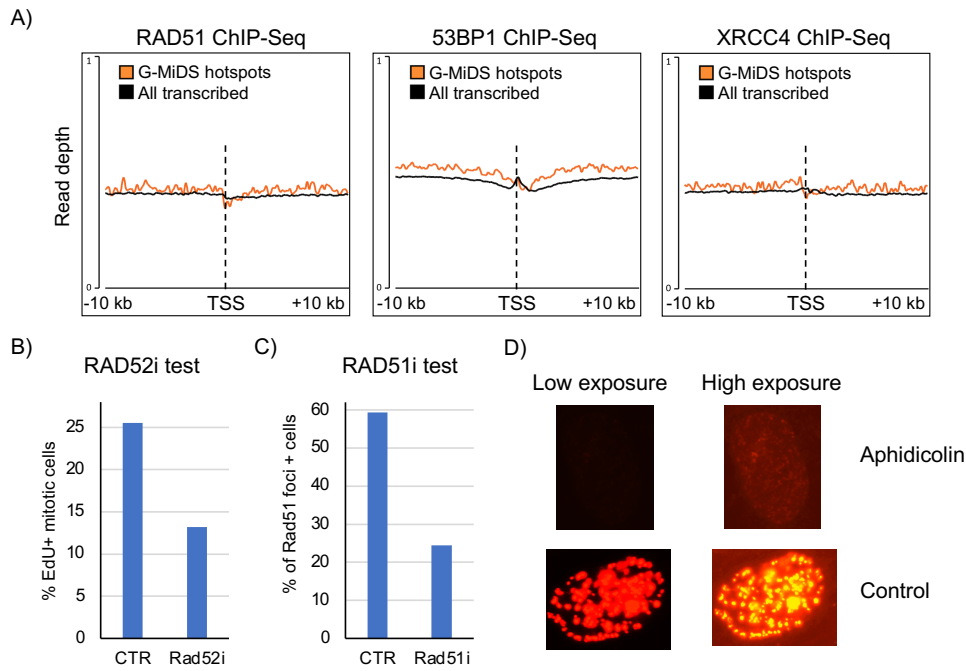 A)
RAD51 ChIP-Seq
53BP1 ChIP-Seq
XRCC4 ChIP-Seq
Read depth
1
G-MiDS hotspots
All transcribed
0
-10 kb TSS +10 kb
1
G-MiDS hotspots
All transcribed
0
-10 kb TSS +10 kb
1
G-MiDS hotspots
All transcribed
0
-10 kb TSS +10 kb
B)
RAD52i test
% EdU+ mitotic cells
25
20
15
10
5
0
CTR Rad52i
C)
RAD51i test
% of Rad51 foci + cells
60
50
40
30
20
10
0
CTR Rad51i
D)
Low exposure High exposure
Aphidicolin
Control